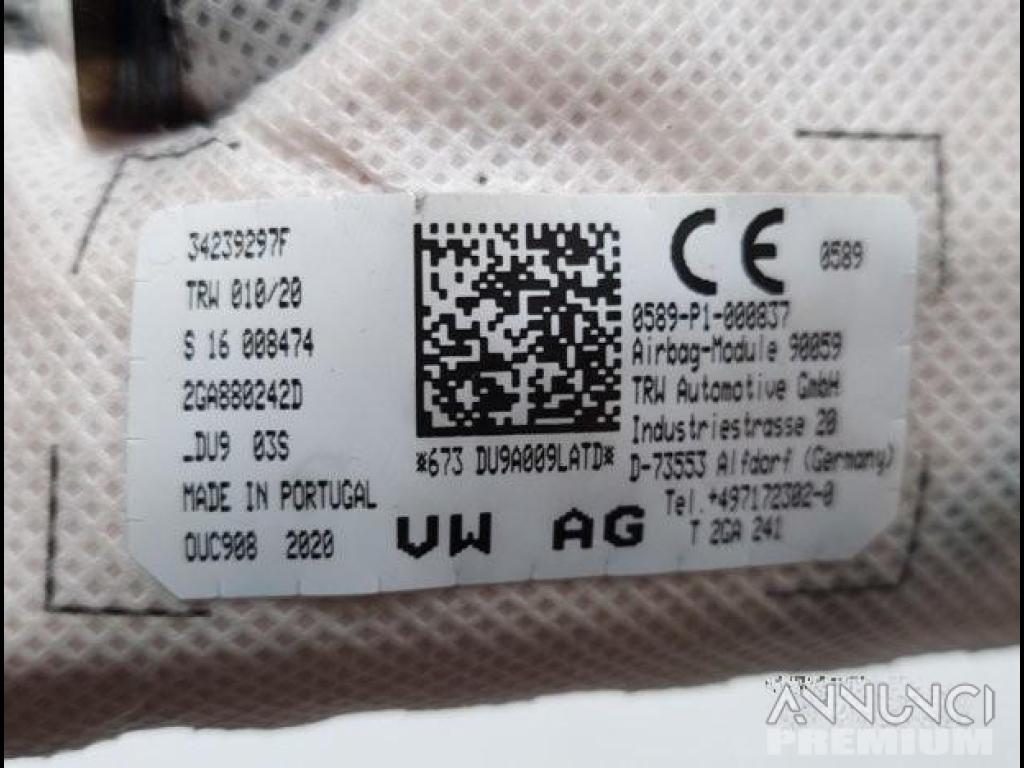 34239297F
TRW 010/20
S 16 008474
2GA880242D
_DU9 03S
MADE IN PORTUGAL
OUC908 2020
*673 DU9A009LATD*
VW AG
CE 0589
0589-P1-000837
Airbag-Module 90059
TRW Automotive GmbH
Industriestrasse 20
D-73553 Alfdorf (Germany)
Tel.+497172302-0
T 2GA 241
ANNUNCI
PREMIUM